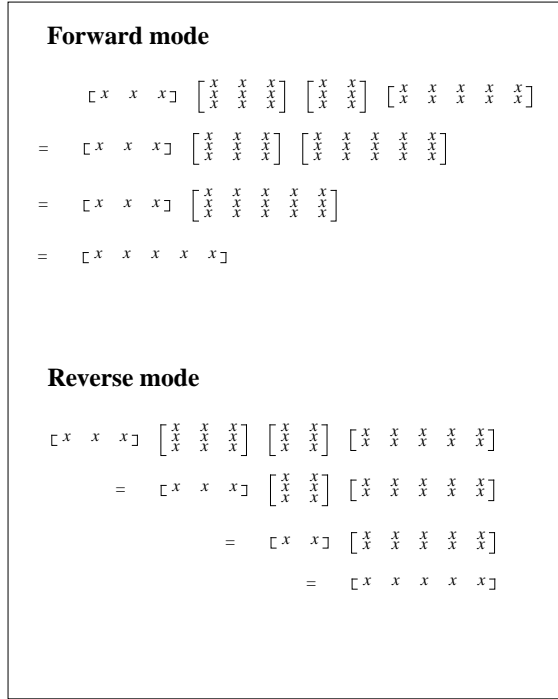 Forward mode
x x x x x
[ x x x ] [ x x x ] [ x x ] [ x x x x x ]
x x x x x x x x x x
x x x x x x x x
= [ x x x ] [ x x x ] [ x x x x x ]
x x x x x x x x
x x x x x
= [ x x x ] [ x x x x x ]
x x x x x
= [ x x x x x ]
Reverse mode
x x x x x
[ x x x ] [ x x x ] [ x x ] [ x x x x x ]
x x x x x x x x x x
x x
= [ x x x ] [ x x ] [ x x x x x ]
x x x x x x x
= [ x x ] [ x x x x x ]
x x x x x
= [ x x x x x ]